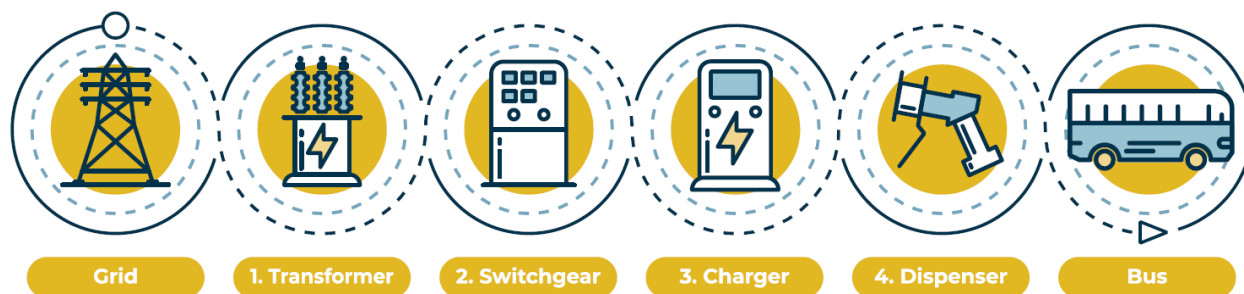 Grid
1. Transformer
2. Switchgear
3. Charger
4. Dispenser
Bus